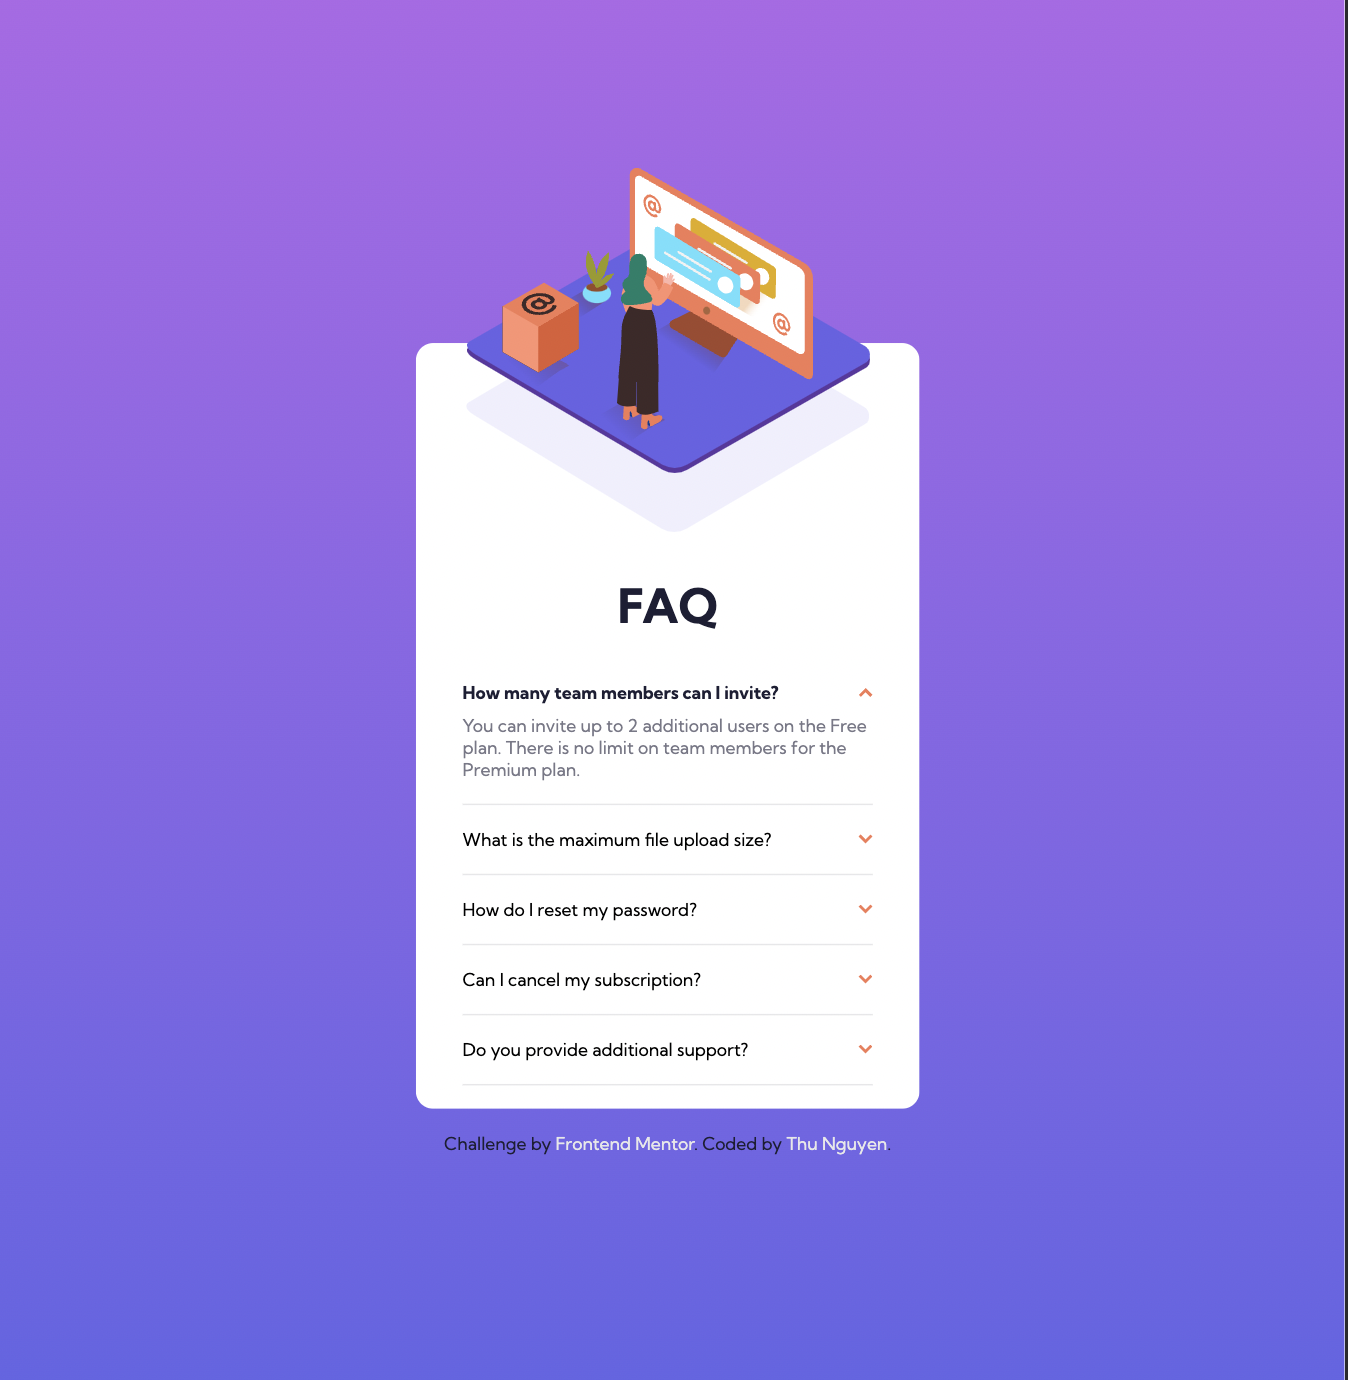 @
@
@
FAQ
How many team members can I invite?
You can invite up to 2 additional users on the Free
plan. There is no limit on team members for the
Premium plan.
What is the maximum file upload size?
How do I reset my password?
Can I cancel my subscription?
Do you provide additional support?
Challenge by Frontend Mentor. Coded by Thu Nguyen.